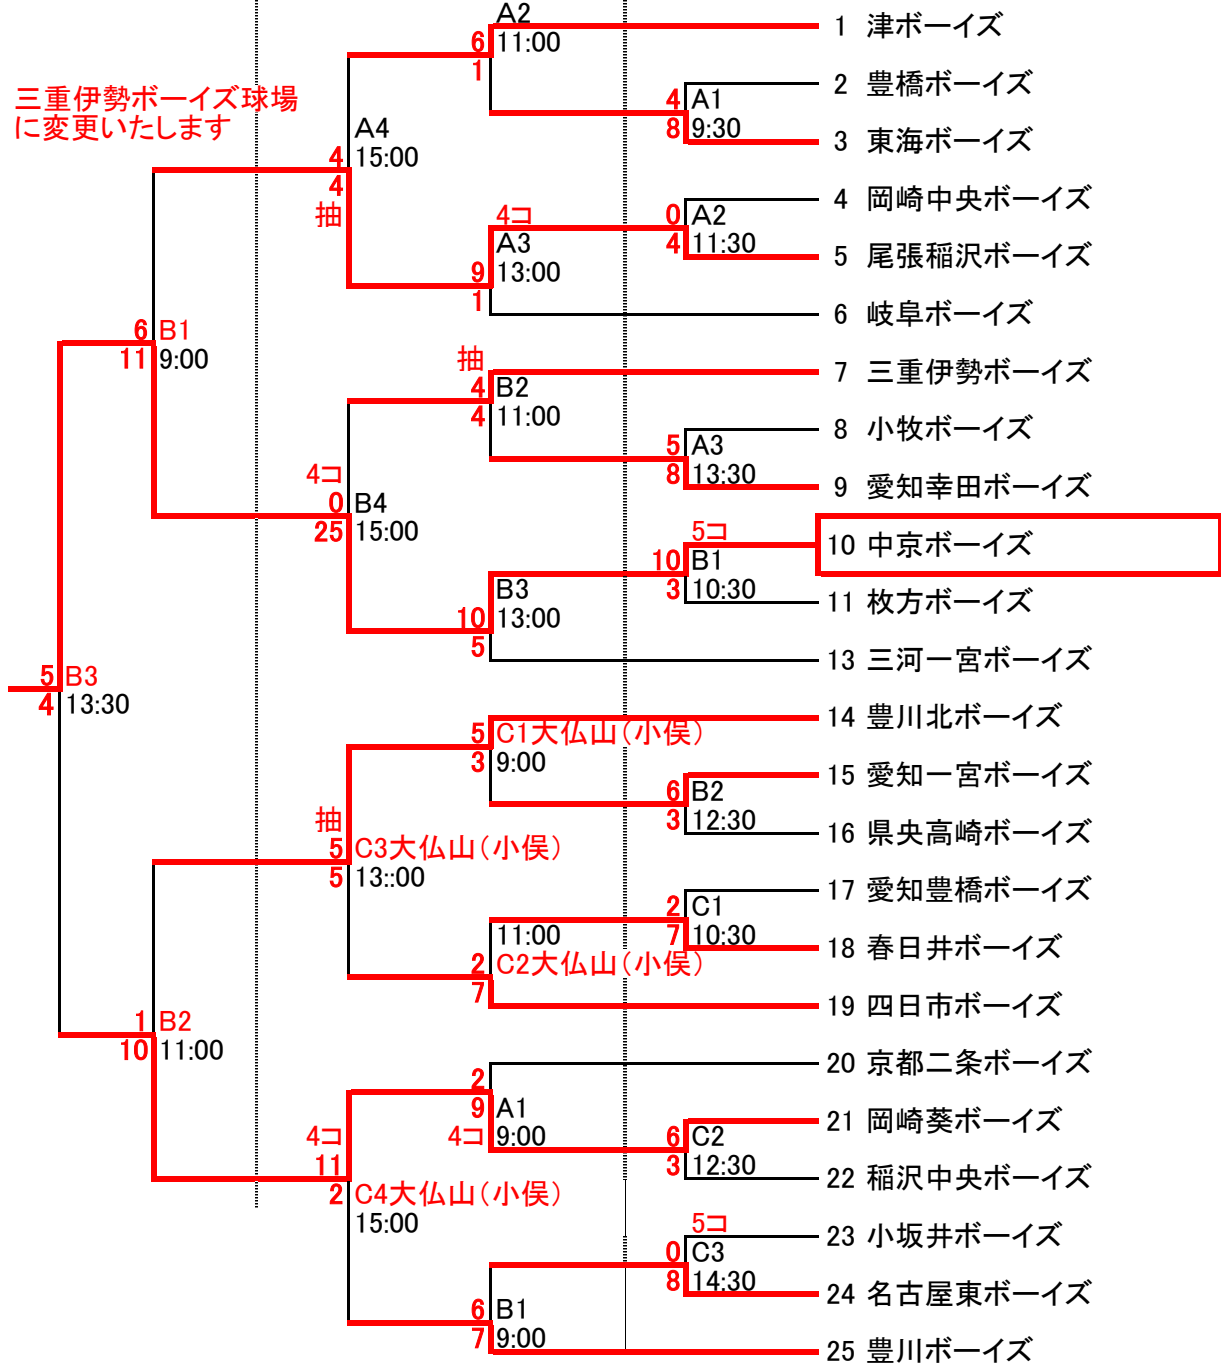 A2
6 11:00
1
1 津ボーイズ
2 豊橋ボーイズ
4 A1
8 9:30
3 東海ボーイズ
三重伊勢ボーイズ球場
に変更いたします
A4
4 15:00
4
抽
4 岡崎中央ボーイズ
0 A2
4 11:30
5 尾張稲沢ボーイズ
4コ
A3
9 13:00
1
6 岐阜ボーイズ
6 B1
11 9:00
抽
4 B2
4 11:00
7 三重伊勢ボーイズ
8 小牧ボーイズ
5 A3
8 13:30
9 愛知幸田ボーイズ
4コ
0 B4
25 15:00
5コ
10 B1
3 10:30
10 中京ボーイズ
11 枚方ボーイズ
B3
10 13:00
5
13 三河一宮ボーイズ
5 B3
4 13:30
5 C1大仏山(小俣)
3 9:00
14 豊川北ボーイズ
15 愛知一宮ボーイズ
6 B2
3 12:30
16 県央高崎ボーイズ
抽
5 C3大仏山(小俣)
5 13::00
17 愛知豊橋ボーイズ
2 C1
7 10:30
18 春日井ボーイズ
11:00
2 C2大仏山(小俣)
7
19 四日市ボーイズ
1 B2
10 11:00
20 京都二条ボーイズ
2
9 A1
4コ 9:00
21 岡崎葵ボーイズ
6 C2
3 12:30
22 稲沢中央ボーイズ
4コ
11
2 C4大仏山(小俣)
15:00
5コ
0 C3
8 14:30
23 小坂井ボーイズ
24 名古屋東ボーイズ
6 B1
7 9:00
25 豊川ボーイズ